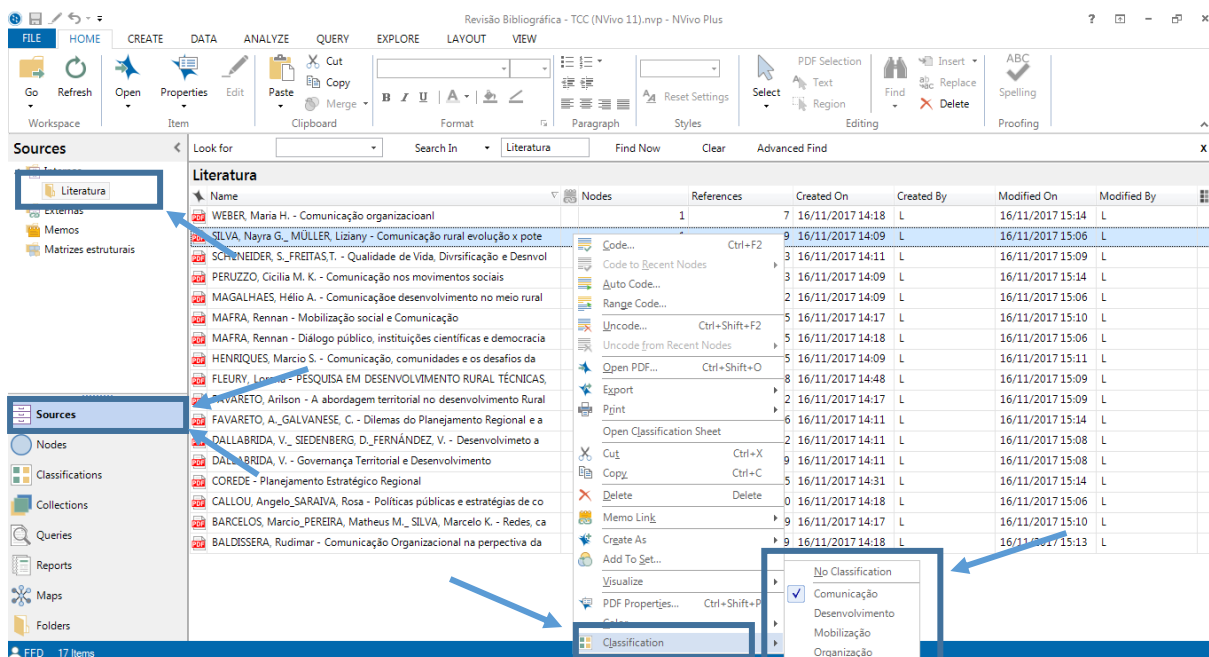 Revisão Bibliográfica - TCC (NVivo 11).nvp - NVivo Plus
FILE HOME CREATE DATA ANALYZE QUERY EXPLORE LAYOUT VIEW
Go Refresh Open Properties Edit Paste Cut Copy Merge
B I U A Reset Settings Select PDF Selection Text Region Find Insert Replace Delete ABC Spelling
Workspace Item Clipboard Format Paragraph Styles Editing Proofing
Sources
Look for Search In Literatura Find Now Clear Advanced Find X
Literatura
Externas
Memos
Matrizes estruturais
Sources
Nodes
Classifications
Collections
Queries
Reports
Maps
Folders
Literatura
Name Nodes References Created On Created By Modified On Modified By
WEBER, Maria H. - Comunicação organizacioanl 1 7 16/11/2017 14:18 L 16/11/2017 15:14 L
SILVA, Nayra G._ MÜLLER, Liziany - Comunicação rural evolução x pote 9 16/11/2017 14:09 L 16/11/2017 15:06 L
SCHNEIDER, S._FREITAS,T. - Qualidade de Vida, Divrsificação e Desnvol 3 16/11/2017 14:11 L 16/11/2017 15:09 L
PERUZZO, Cicilia M. K. - Comunicação nos movimentos sociais 3 16/11/2017 14:09 L 16/11/2017 15:14 L
MAGALHAES, Hélio A. - Comunicaçãoe desenvolvimento no meio rural 2 16/11/2017 14:09 L 16/11/2017 15:06 L
MAFRA, Rennan - Mobilização social e Comunicação 5 16/11/2017 14:17 L 16/11/2017 15:10 L
MAFRA, Rennan - Diálogo público, instituições científicas e democracia 5 16/11/2017 14:18 L 16/11/2017 15:06 L
HENRIQUES, Marcio S. - Comunicação, comunidades e os desafios da 5 16/11/2017 14:09 L 16/11/2017 15:11 L
FLEURY, Lorena - PESQUISA EM DESENVOLVIMENTO RURAL TÉCNICAS, 8 16/11/2017 14:48 L 16/11/2017 15:09 L
FAVARETO, Arilson - A abordagem territorial no desenvolvimento Rural 2 16/11/2017 14:17 L 16/11/2017 15:09 L
FAVARETO, A._GALVANESE, C. - Dilemas do Planejamento Regional e a 6 16/11/2017 14:11 L 16/11/2017 15:14 L
DALLABRIDA, V._ SIEDENBERG, D._FERNÁNDEZ, V. - Desenvolvimeto a 2 16/11/2017 14:11 L 16/11/2017 15:08 L
DALLABRIDA, V. - Governança Territorial e Desenvolvimento 9 16/11/2017 14:11 L 16/11/2017 15:08 L
COREDE - Planejamento Estratégico Regional 5 16/11/2017 14:31 L 16/11/2017 15:14 L
CALLOU, Angelo_SARAIVA, Rosa - Políticas públicas e estratégias de co 0 16/11/2017 14:18 L 16/11/2017 15:06 L
BARCELOS, Marcio_PEREIRA, Matheus M._ SILVA, Marcelo K. - Redes, ca 9 16/11/2017 14:17 L 16/11/2017 15:10 L
BALDISSERA, Rudimar - Comunicação Organizacional na perpectiva da 9 16/11/2017 14:18 L 16/11/2017 15:13 L
Code... Ctrl+F2
Code to Recent Nodes
Auto Code...
Range Code...
Uncode... Ctrl+Shift+F2
Uncode from Recent Nodes
Open PDF... Ctrl+Shift+O
Export
Print
Open Classification Sheet
Cut Ctrl+X
Copy Ctrl+C
Delete Delete
Memo Link
Create As
Add To Set...
Visualize
PDF Properties... Ctrl+Shift+P
Color
Classification
No Classification
Comunicação
Desenvolvimento
Mobilização
Organização
FFD 17 Items